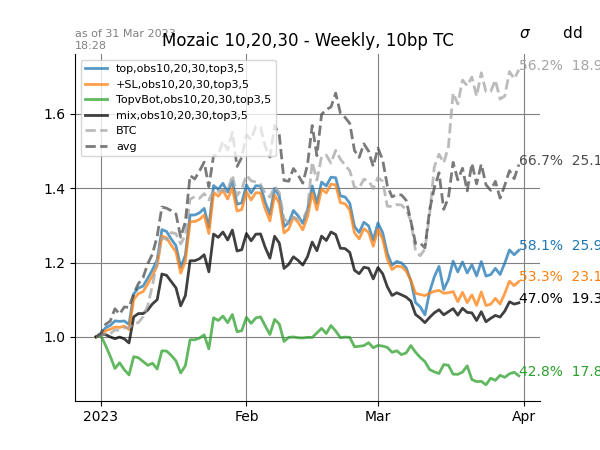 as of 31 Mar 2023
18:28
Mozaic 10,20,30 - Weekly, 10bp TC
σ dd
top,obs10,20,30,top3,5
+SL,obs10,20,30,top3,5
TopvBot,obs10,20,30,top3,5
mix,obs10,20,30,top3,5
BTC
avg
56.2% 18.9
66.7% 25.1
58.1% 25.9
53.3% 23.1
47.0% 19.3
42.8% 17.8
1.6
1.4
1.2
1.0
2023 Feb Mar Apr